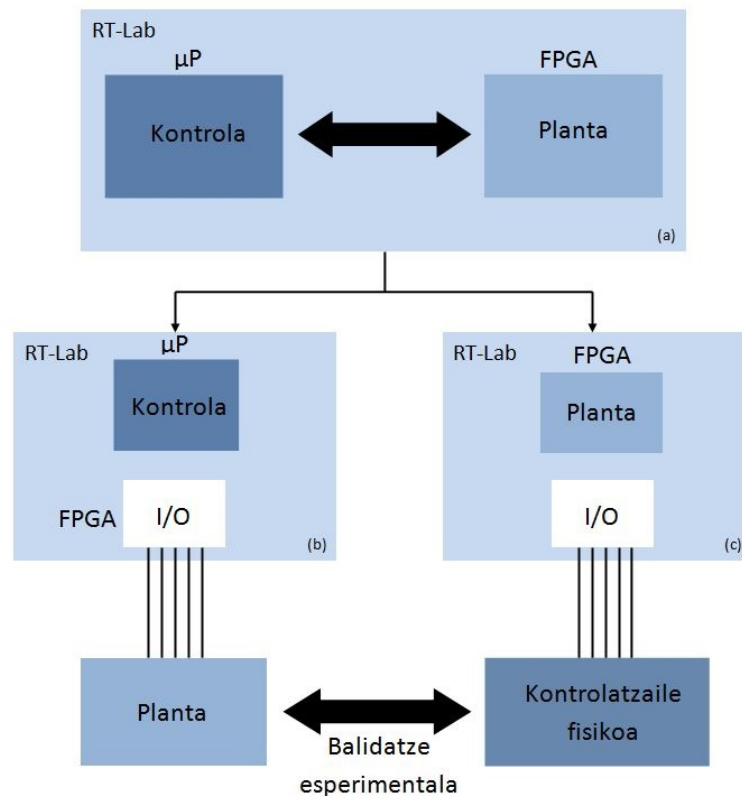 RT-Lab
µP
FPGA
Kontrola
Planta
(a)
RT-Lab
µP
Kontrola
FPGA
I/O
(b)
RT-Lab
FPGA
Planta
I/O
(c)
Planta
Kontrolatzaile
fisikoa
Balidatze
esperimentala